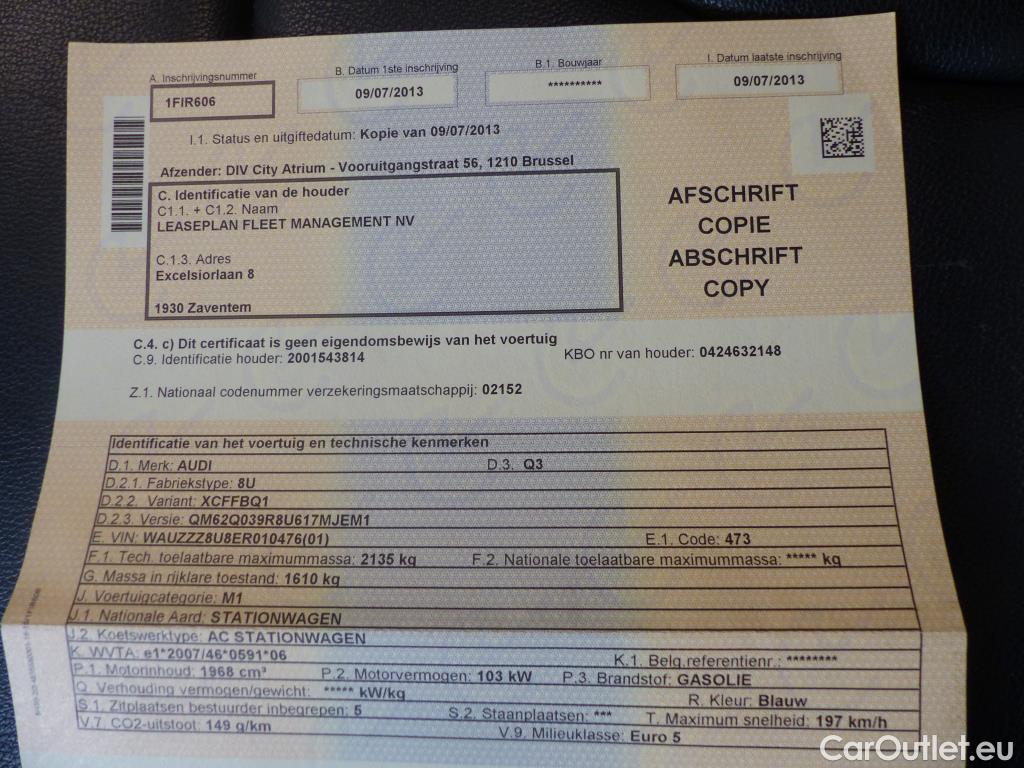 A. Inschrijvingsnummer
1FIR606
B. Datum 1ste inschrijving
09/07/2013
B.1. Bouwjaar
**********
I. Datum laatste inschrijving
09/07/2013
I.1. Status en uitgiftedatum: Kopie van 09/07/2013
Afzender: DIV City Atrium - Vooruitgangstraat 56, 1210 Brussel
C. Identificatie van de houder
C1.1. + C1.2. Naam
LEASEPLAN FLEET MANAGEMENT NV
C.1.3. Adres
Excelsiorlaan 8
1930 Zaventem
AFSCHRIFT
COPIE
ABSCHRIFT
COPY
C.4. c) Dit certificaat is geen eigendomsbewijs van het voertuig
C.9. Identificatie houder: 2001543814 KBO nr van houder: 0424632148
Z.1. Nationaal codenummer verzekeringsmaatschappij: 02152
Identificatie van het voertuig en technische kenmerken
D.1. Merk: AUDI D.3. Q3
D.2.1. Fabriekstype: 8U
D.2.2. Variant: XCFFBQ1
D.2.3. Versie: QM62Q039R8U617MJEM1
E. VIN: WAUZZZ8U8ER010476(01) E.1. Code: 473
F.1. Tech. toelaatbare maximummassa: 2135 kg F.2. Nationale toelaatbare maximummassa: ***** kg
G. Massa in rijklare toestand: 1610 kg
J. Voertuigcategorie: M1
J.1. Nationale Aard: STATIONWAGEN
J.2. Koetswerktype: AC STATIONWAGEN
K. WVTA: e1*2007/46*0591*06 K.1. Belg.referentienr.: ********
P.1. Motorinhoud: 1968 cm³ P.2. Motorvermogen: 103 kW P.3. Brandstof: GASOLIE
Q. Verhouding vermogen/gewicht: ***** kW/kg R. Kleur: Blauw
S.1. Zitplaatsen bestuurder inbegrepen: 5 S.2. Staanplaatsen: *** T. Maximum snelheid: 197 km/h
V.7. CO2-uitstoot: 149 g/km V.9. Milieuklasse: Euro 5
CarOutlet.eu